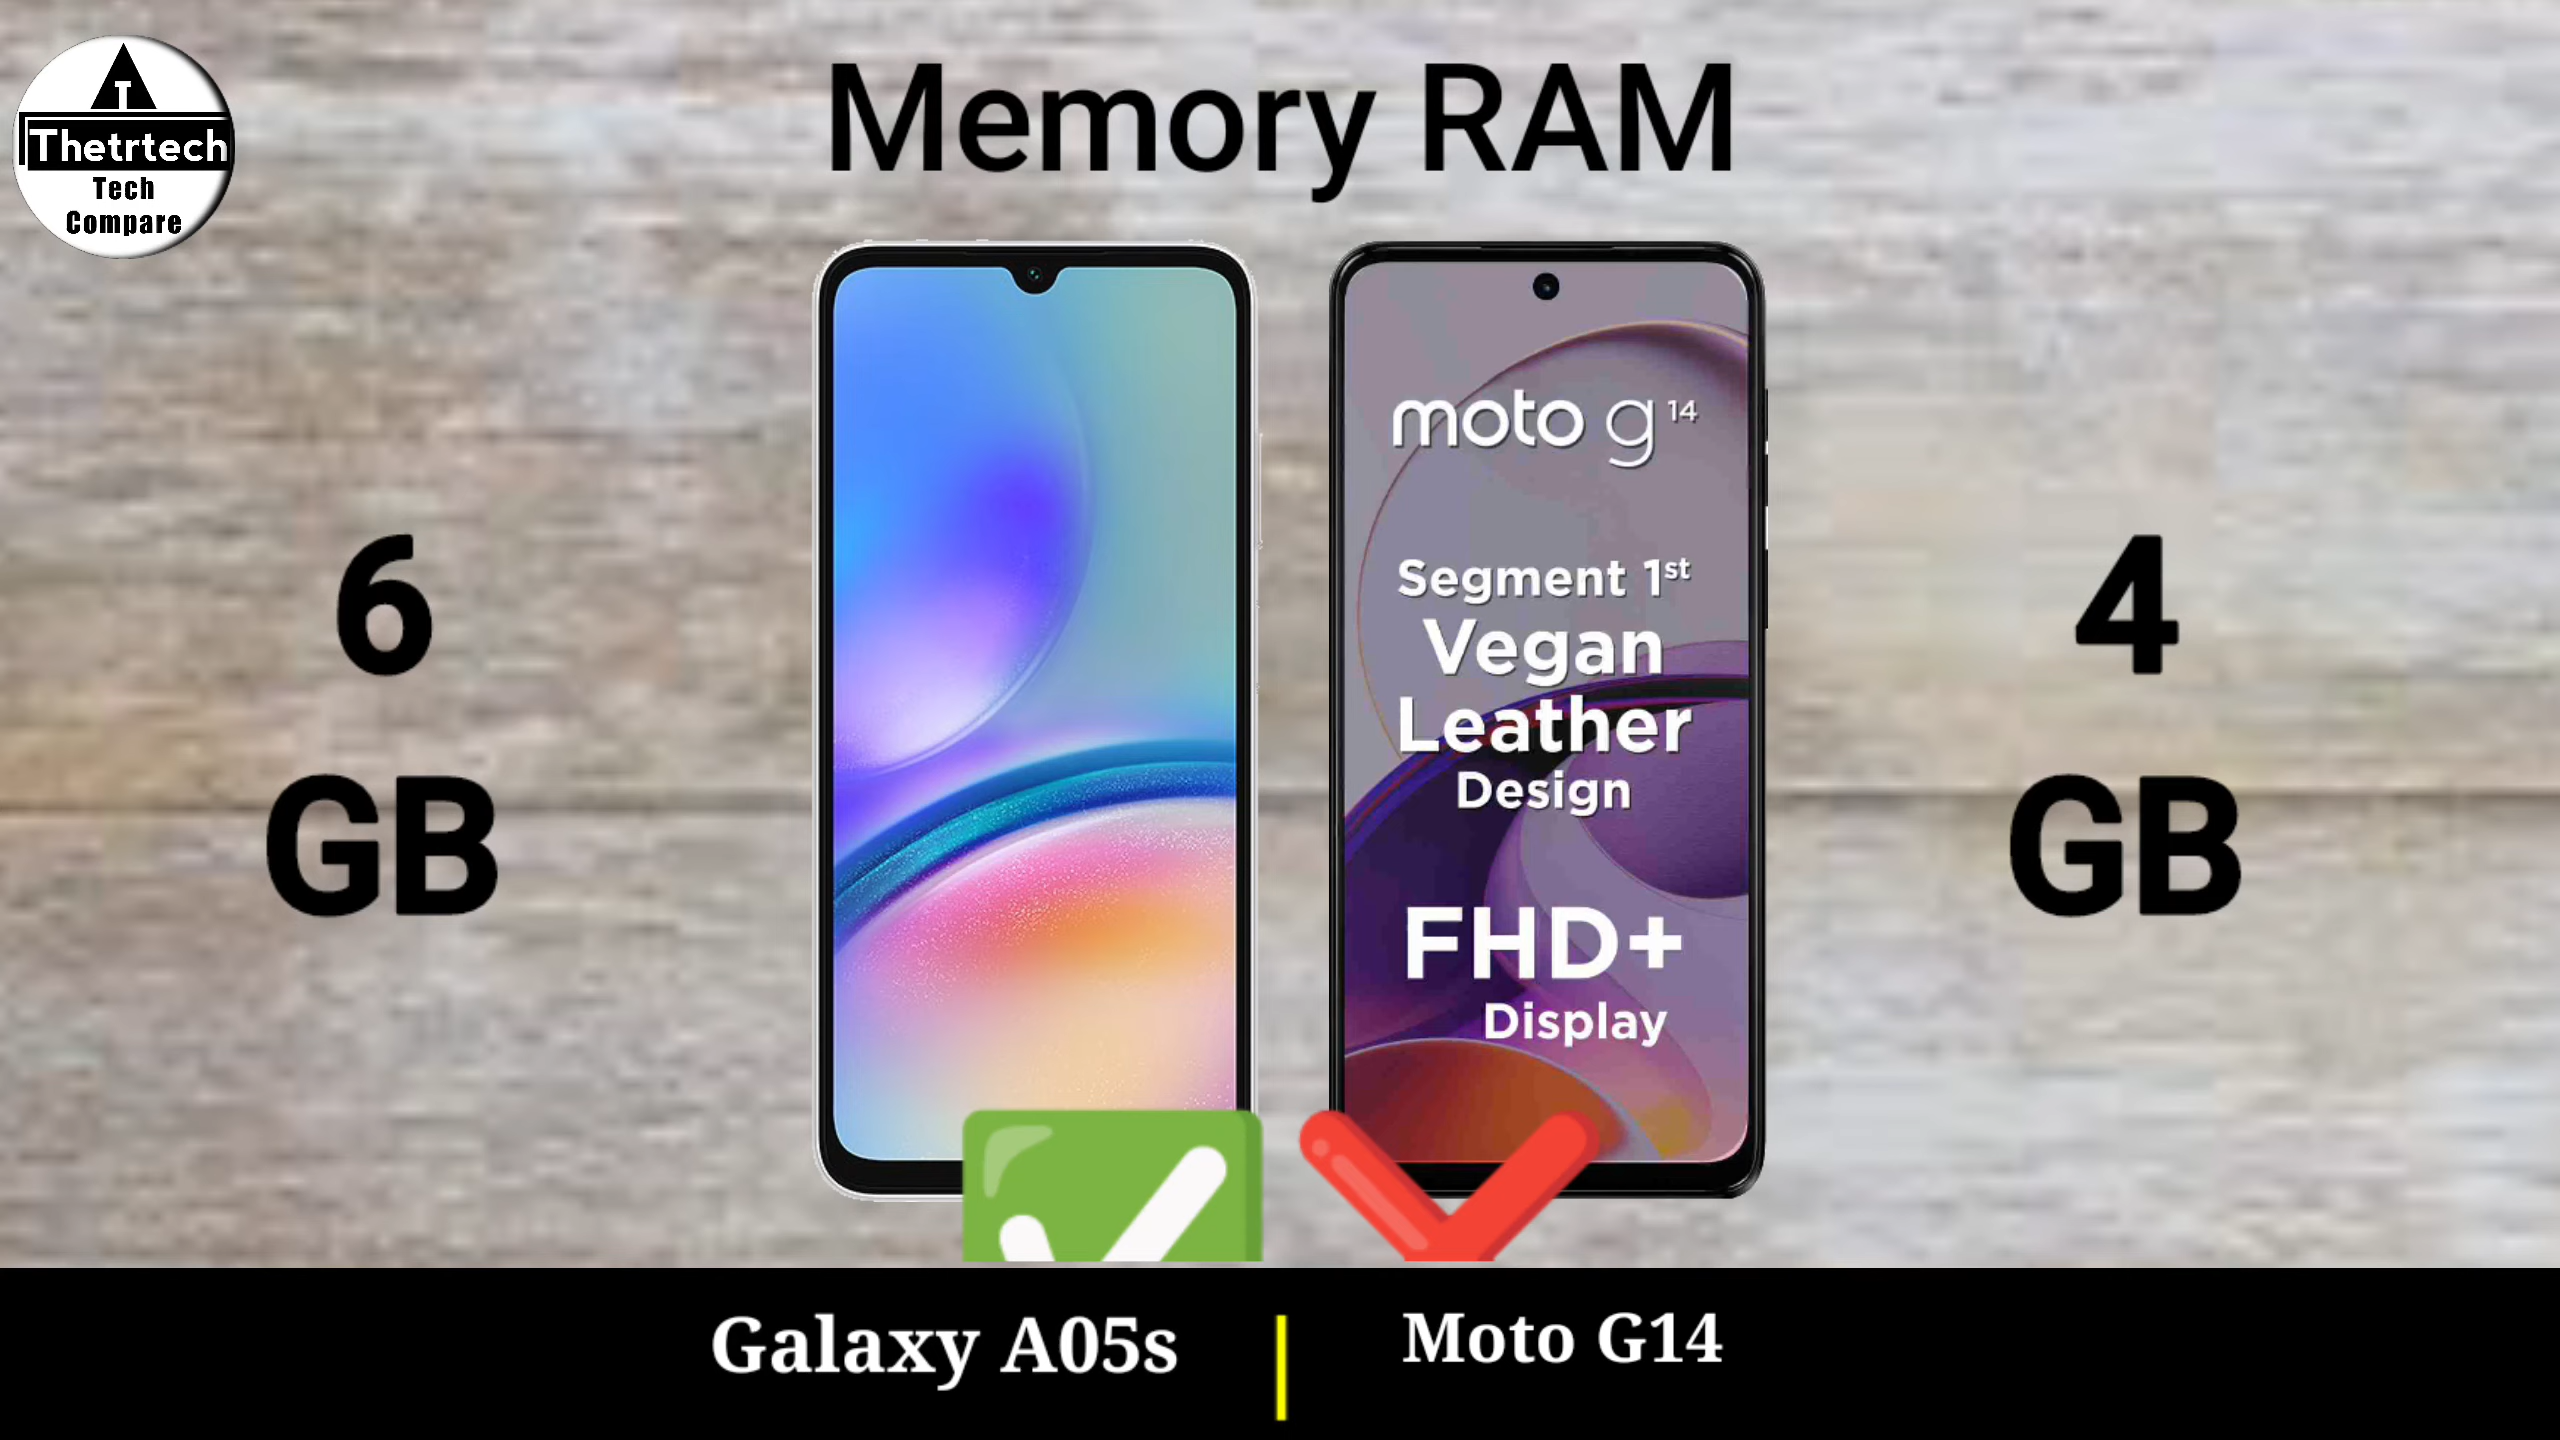 T
Thetrtech
Tech
Compare
Memory RAM
6
GB
moto g 14
Segment 1st
Vegan
Leather
Design
FHD+
Display
4
GB
Galaxy A05s
Moto G14